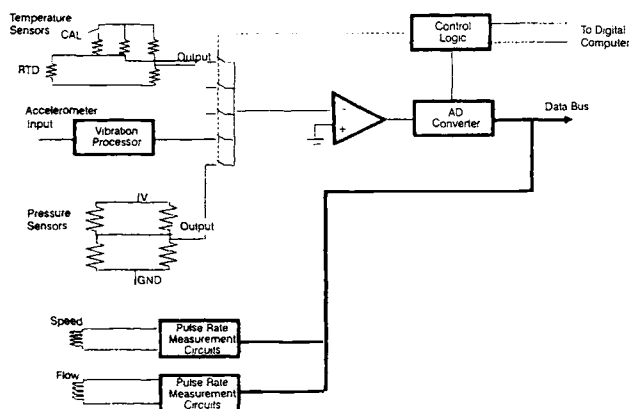 Temperature
Sensors
CAL
RTD
Output
Accelerometer
Input
Vibration
Processor
Pressure
Sensors
IV
Output
GND
Speed
Pulse Rate
Measurement
Circuits
Flow
Pulse Rate
Measurement
Circuits
-
+
Control
Logic
To Digital
Computer
AD
Converter
Data Bus